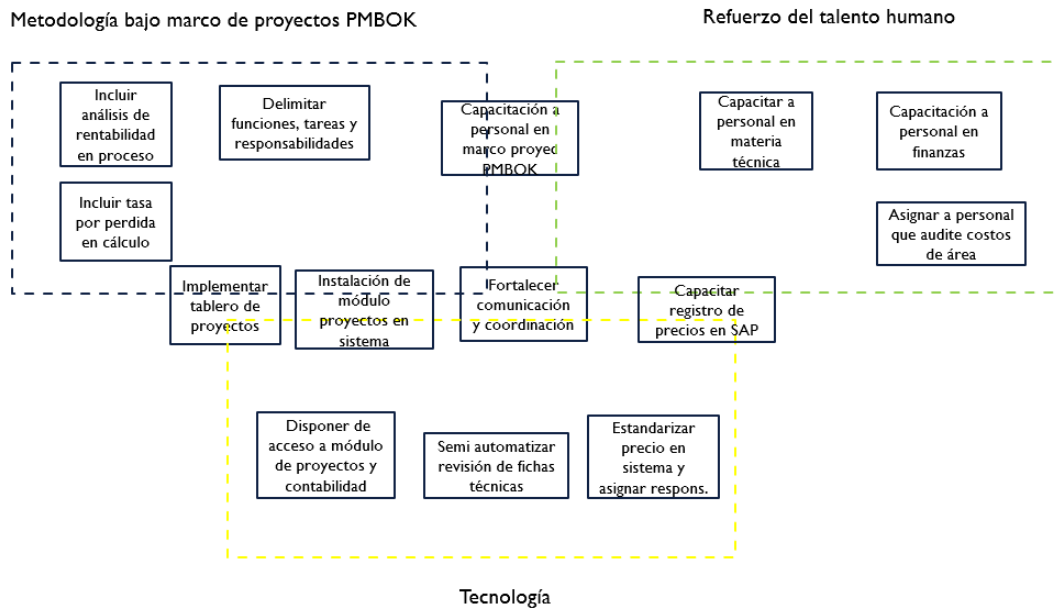 Metodología bajo marco de proyectos PMBOK
Refuerzo del talento humano
Incluir
análisis de
rentabilidad
en proceso
Delimitar
funciones, tareas y
responsabilidades
Capacitación a
personal en
marco proyec
PMBOK
Capacitar a
personal en
materia
técnica
Capacitación a
personal en
finanzas
Incluir tasa
por perdida
en cálculo
Asignar a personal
que audite costos
de área
Implementar
tablero de
proyectos
Instalación de
módulo
proyectos en
sistema
Fortalecer
comunicación
y coordinación
Capacitar
registro de
precios en SAP
Disponer de
acceso a módulo
de proyectos y
contabilidad
Semi automatizar
revisión de fichas
técnicas
Estandarizar
precio en
sistema y
asignar respons.
Tecnología